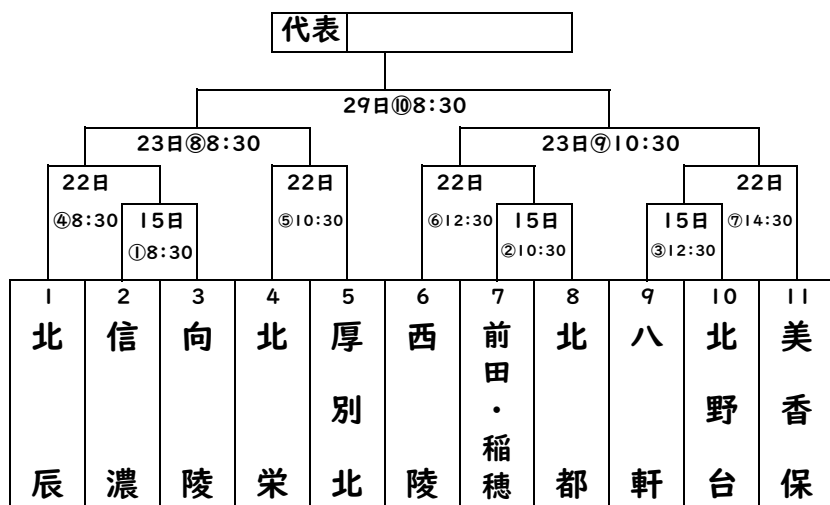 代表
29日⑩8:30
23日⑧8:30
23日⑨10:30
22日
22日
22日
22日
④8:30
15日
⑤10:30
⑥12:30
15日
15日
⑦14:30
①8:30
②10:30
③12:30
1 2 3 4 5 6 7 8 9 10 11
北辰
信濃
向陵
北栄
厚別北
西陵
前田・稲穂
北都
八軒
北野台
美香保